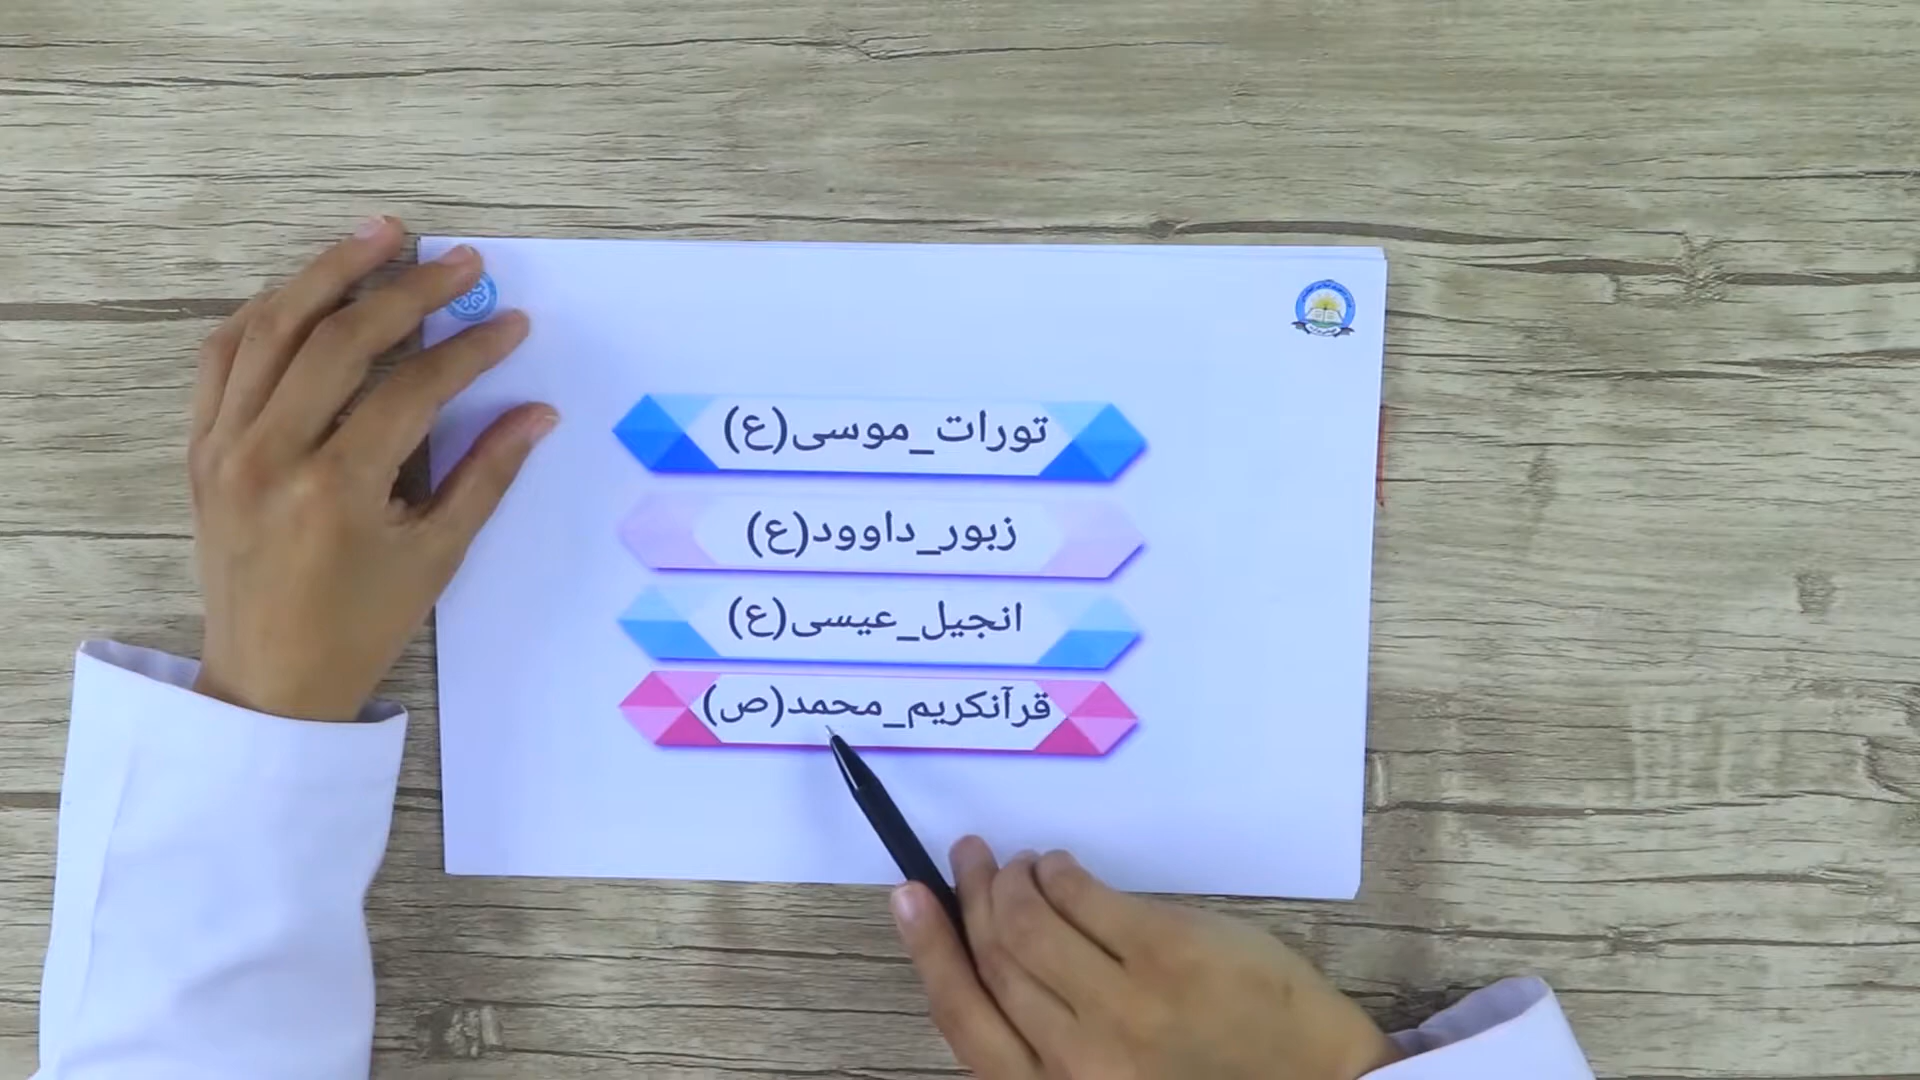 تورات_موسی(ع)
زبور_داوود(ع)
انجیل_عیسی(ع)
قرآنکریم_محمد(ص)